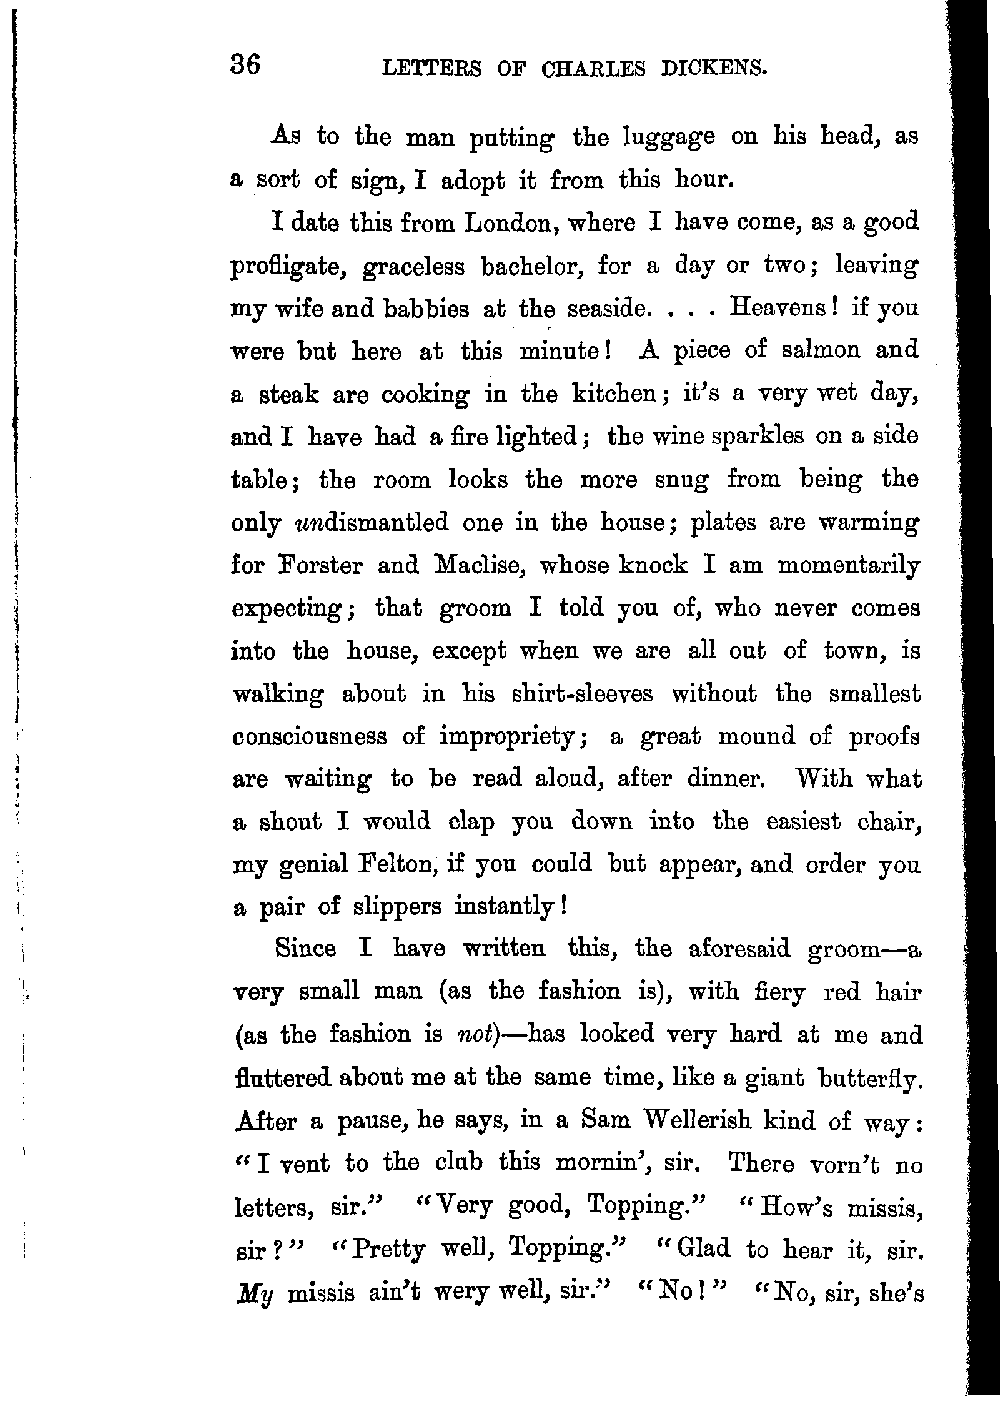 36 LETTERS OF CHARLES DICKENS.
As to the man putting the luggage on his head, as
a sort of sign, I adopt it from this hour.
I date this from London, where I have come, as a good
profligate, graceless bachelor, for a day or two; leaving
my wife and babbies at the seaside. . . . Heavens! if you
were but here at this minute! A piece of salmon and
a steak are cooking in the kitchen; it's a very wet day,
and I have had a fire lighted; the wine sparkles on a side
table; the room looks the more snug from being the
only undismantled one in the house; plates are warming
for Forster and Maclise, whose knock I am momentarily
expecting; that groom I told you of, who never comes
into the house, except when we are all out of town, is
walking about in his shirt-sleeves without the smallest
consciousness of impropriety; a great mound of proofs
are waiting to be read aloud, after dinner. With what
a shout I would clap you down into the easiest chair,
my genial Felton, if you could but appear, and order you
a pair of slippers instantly!
Since I have written this, the aforesaid groom—a
very small man (as the fashion is), with fiery red hair
(as the fashion is not)—has looked very hard at me and
fluttered about me at the same time, like a giant butterfly.
After a pause, he says, in a Sam Wellerish kind of way:
"I vent to the club this mornin', sir. There vorn't no
letters, sir." "Very good, Topping." "How's missis,
sir?" "Pretty well, Topping." "Glad to hear it, sir.
My missis ain't wery well, sir." "No!" "No, sir, she's